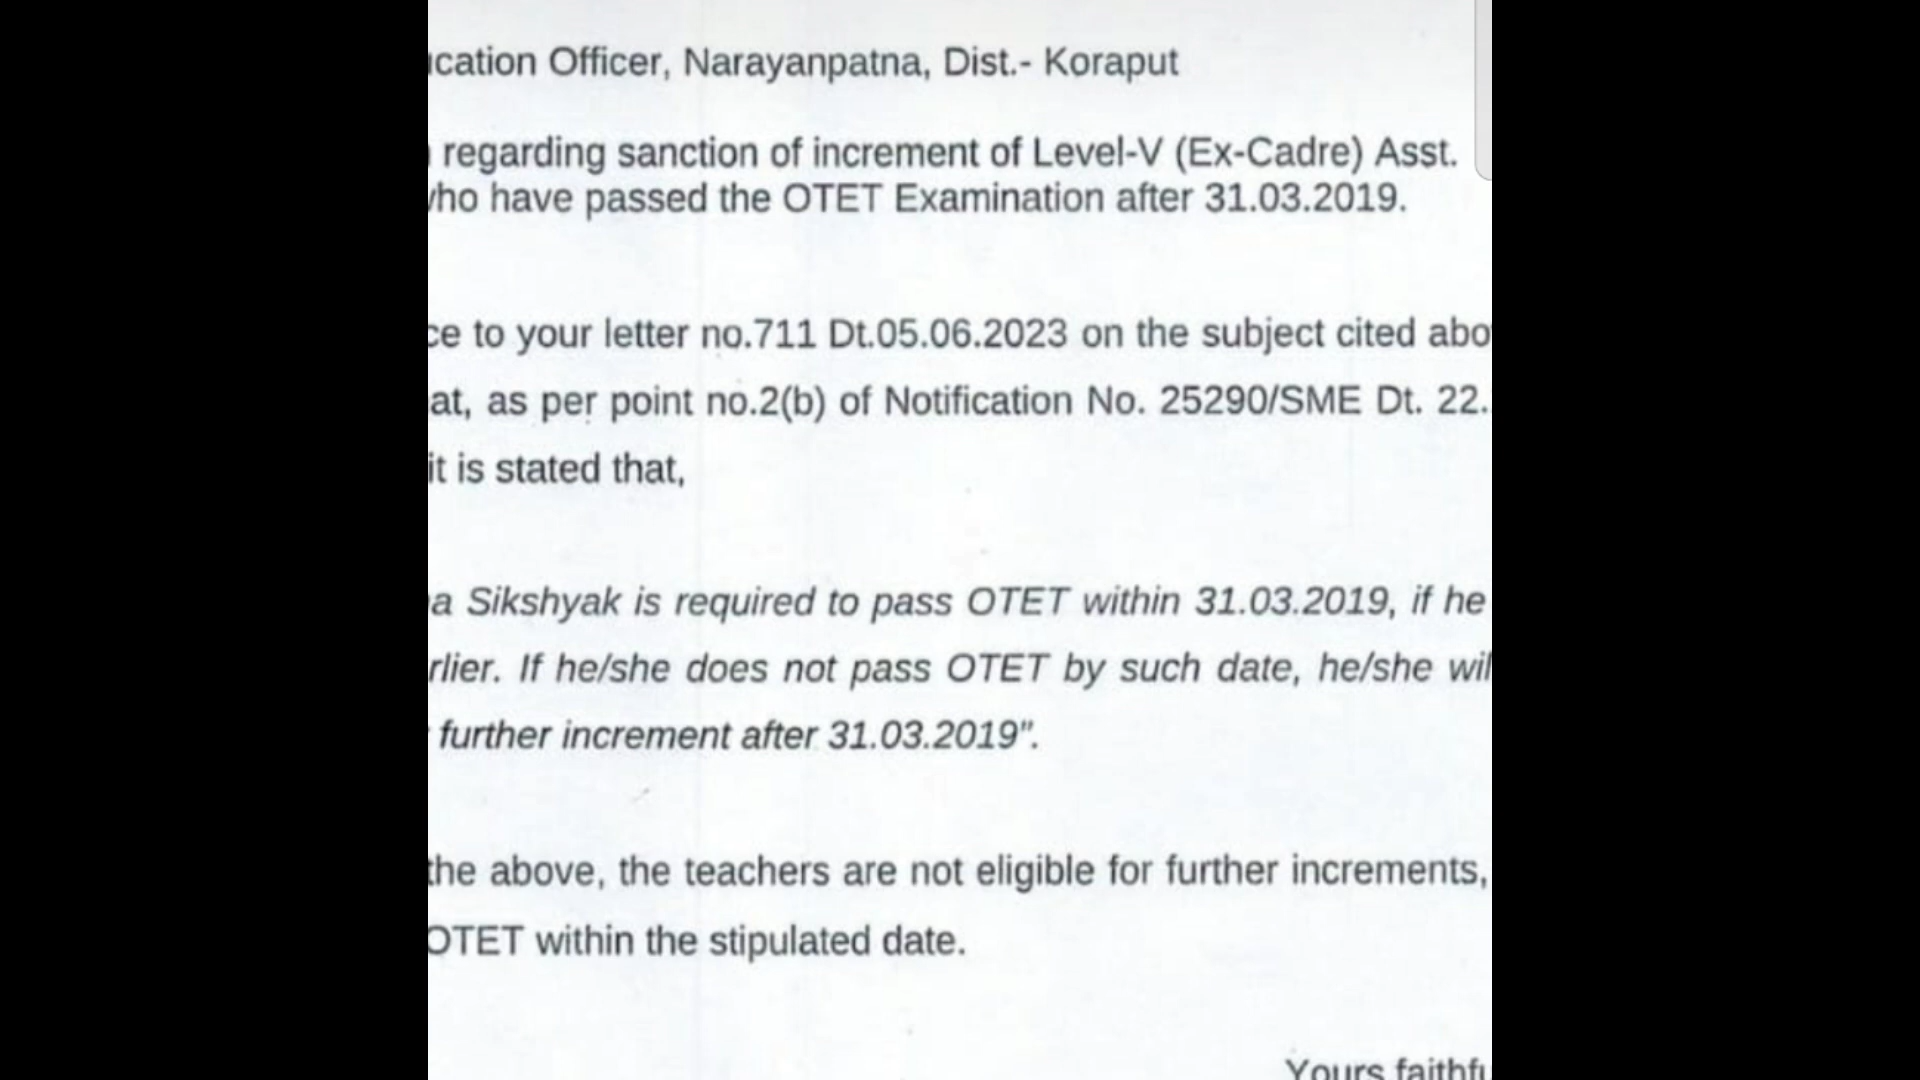 cation Officer, Narayanpatna, Dist.- Koraput
regarding sanction of increment of Level-V (Ex-Cadre) Asst.
who have passed the OTET Examination after 31.03.2019.
ce to your letter no.711 Dt.05.06.2023 on the subject cited abo
at, as per point no.2(b) of Notification No. 25290/SME Dt. 22.
it is stated that,
a Sikshyak is required to pass OTET within 31.03.2019, if he
rlier. If he/she does not pass OTET by such date, he/she wil
further increment after 31.03.2019".
the above, the teachers are not eligible for further increments,
OTET within the stipulated date.
Yours faithfu